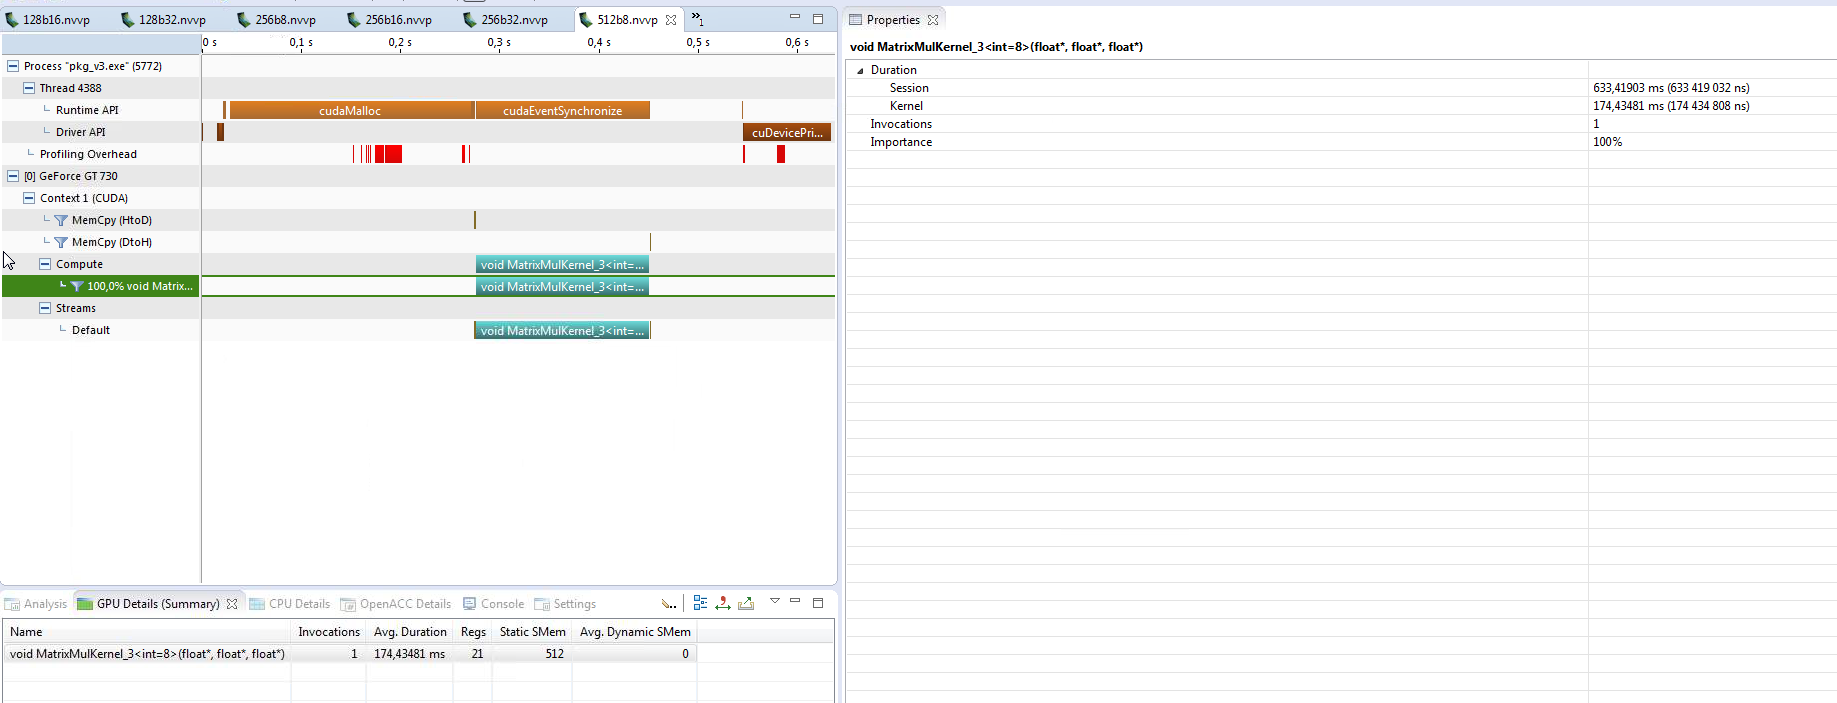 128b16.nvvp 128b32.nvvp 256b8.nvvp 256b16.nvvp 256b32.nvvp 512b8.nvvp »1
0 s 0,1 s 0,2 s 0,3 s 0,4 s 0,5 s 0,6 s
Process "pkg_v3.exe" (5772)
Thread 4388
Runtime API cudaMalloc cudaEventSynchronize
Driver API cuDevicePri...
Profiling Overhead
[0] GeForce GT 730
Context 1 (CUDA)
MemCpy (HtoD)
MemCpy (DtoH)
Compute void MatrixMulKernel_3<int=...
100,0% void Matrix... void MatrixMulKernel_3<int=...
Streams
Default void MatrixMulKernel_3<int=...
Analysis GPU Details (Summary) CPU Details OpenACC Details Console Settings
Name Invocations Avg. Duration Regs Static SMem Avg. Dynamic SMem
void MatrixMulKernel_3<int=8>(float*, float*, float*) 1 174,43481 ms 21 512 0
Properties
void MatrixMulKernel_3<int=8>(float*, float*, float*)
Duration
Session 633,41903 ms (633 419 032 ns)
Kernel 174,43481 ms (174 434 808 ns)
Invocations 1
Importance 100%